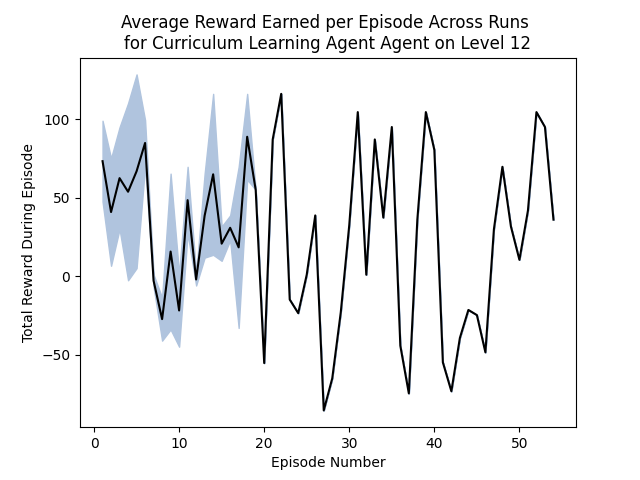 Average Reward Earned per Episode Across Runs
for Curriculum Learning Agent Agent on Level 12
Total Reward During Episode
100
50
0
−50
0 10 20 30 40 50
Episode Number